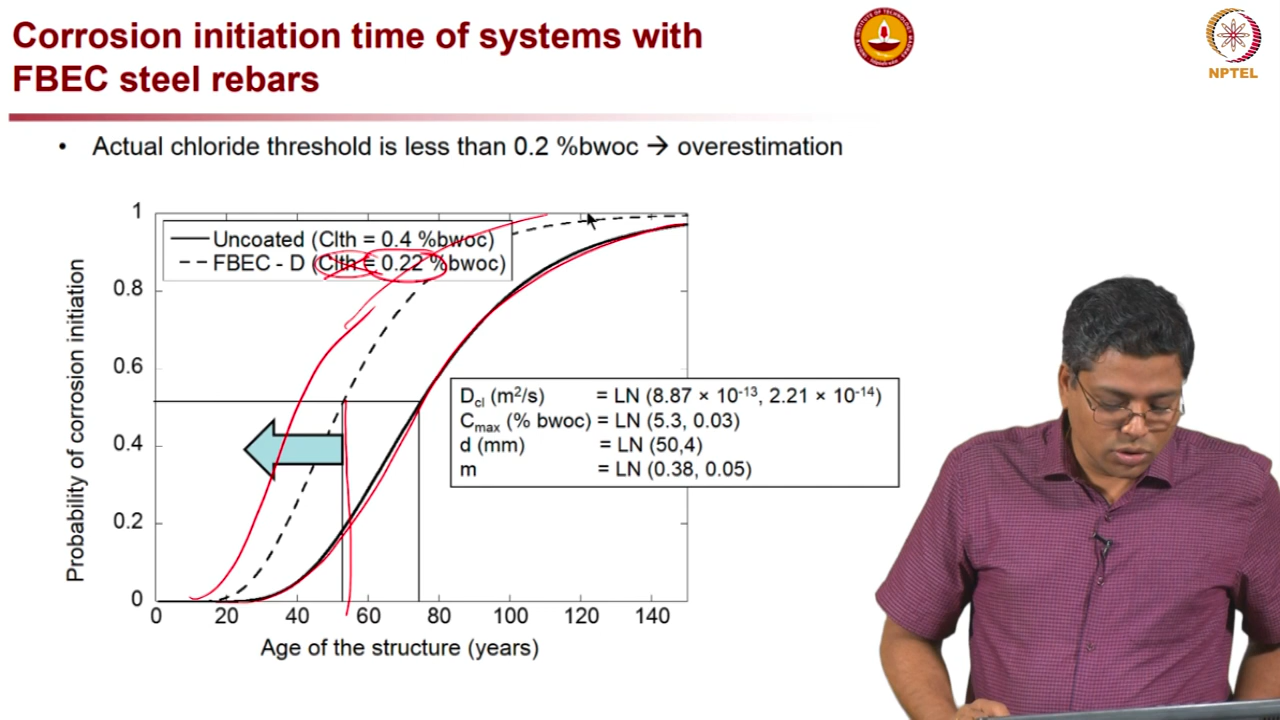 Corrosion initiation time of systems with
FBEC steel rebars
NPTEL
• Actual chloride threshold is less than 0.2 %bwoc → overestimation
Probability of corrosion initiation
1
0.8
0.6
0.4
0.2
0
Uncoated (Clth = 0.4 %bwoc)
FBEC - D (Clth = 0.22 %bwoc)
D_cl (m²/s) = LN (8.87 × 10⁻¹³, 2.21 × 10⁻¹⁴)
C_max (% bwoc) = LN (5.3, 0.03)
d (mm) = LN (50,4)
m = LN (0.38, 0.05)
0 20 40 60 80 100 120 140
Age of the structure (years)